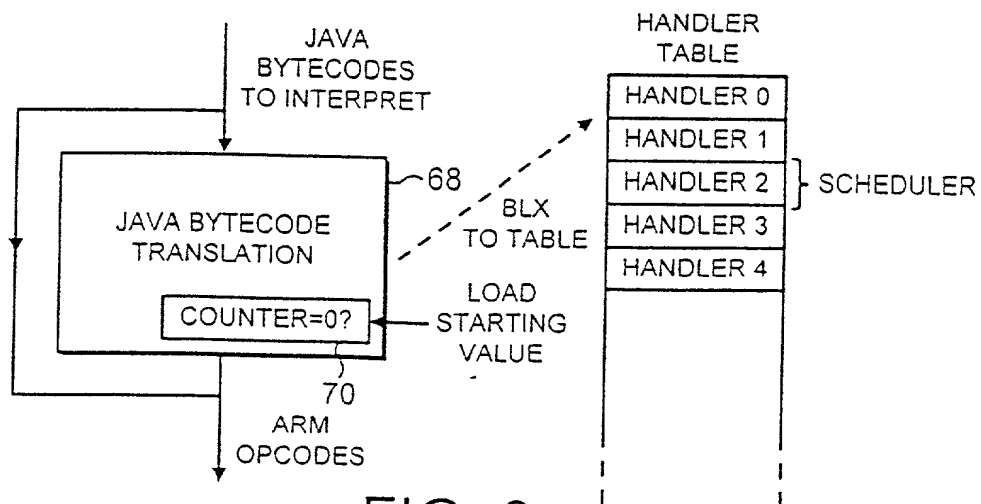 JAVA
BYTECODES
TO INTERPRET
HANDLER
TABLE
HANDLER 0
HANDLER 1
HANDLER 2
HANDLER 3
HANDLER 4
SCHEDULER
68
JAVA BYTECODE
TRANSLATION
BLX
TO TABLE
COUNTER=0?
LOAD
STARTING
VALUE
70
ARM
OPCODES